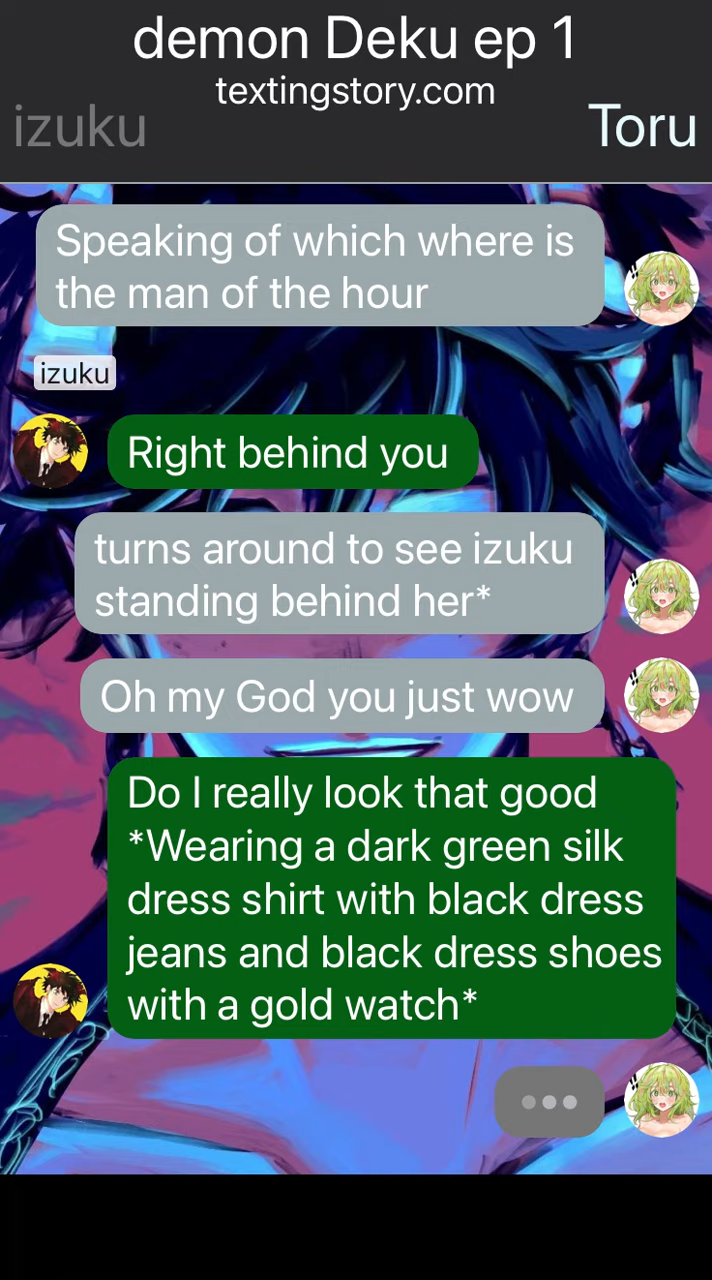 demon Deku ep 1
textingstory.com
izuku
Toru
Speaking of which where is
the man of the hour
izuku
Right behind you
turns around to see izuku
standing behind her*
Oh my God you just wow
Do I really look that good
*Wearing a dark green silk
dress shirt with black dress
jeans and black dress shoes
with a gold watch*